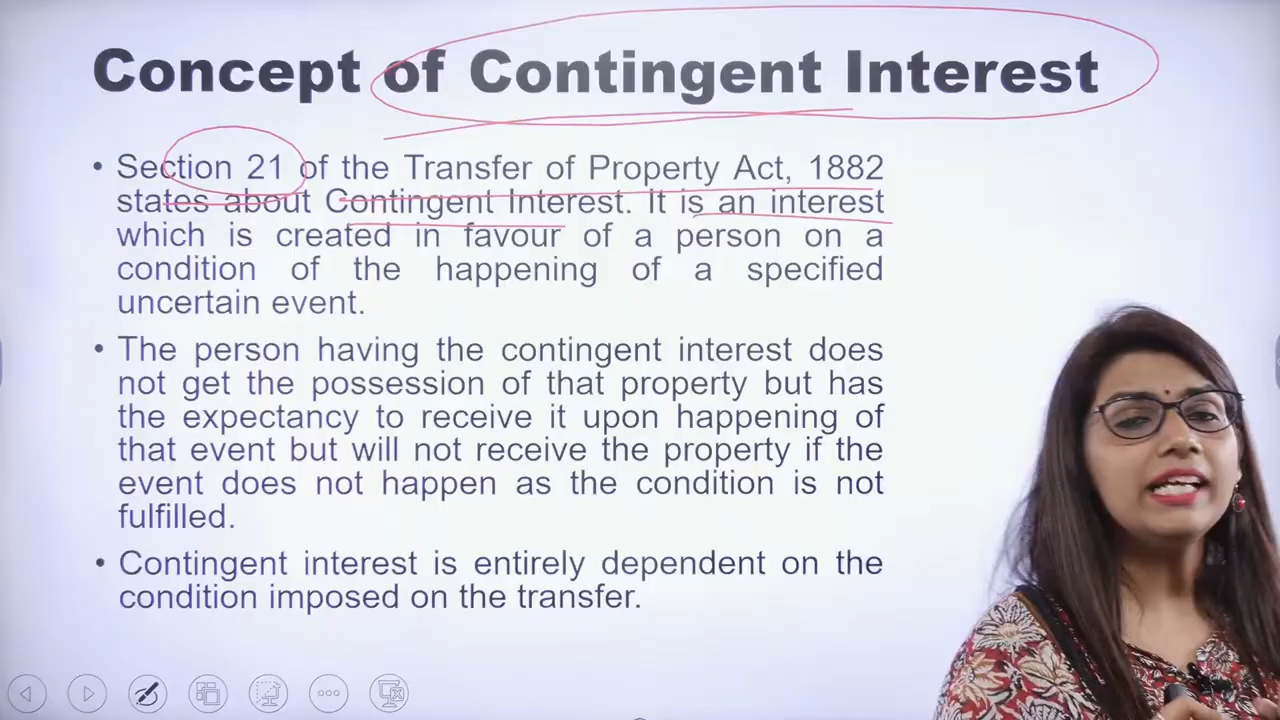 Concept of Contingent Interest
• Section 21 of the Transfer of Property Act, 1882
states about Contingent Interest. It is an interest
which is created in favour of a person on a
condition of the happening of a specified
uncertain event.
• The person having the contingent interest does
not get the possession of that property but has
the expectancy to receive it upon happening of
that event but will not receive the property if the
event does not happen as the condition is not
fulfilled.
• Contingent interest is entirely dependent on the
condition imposed on the transfer.